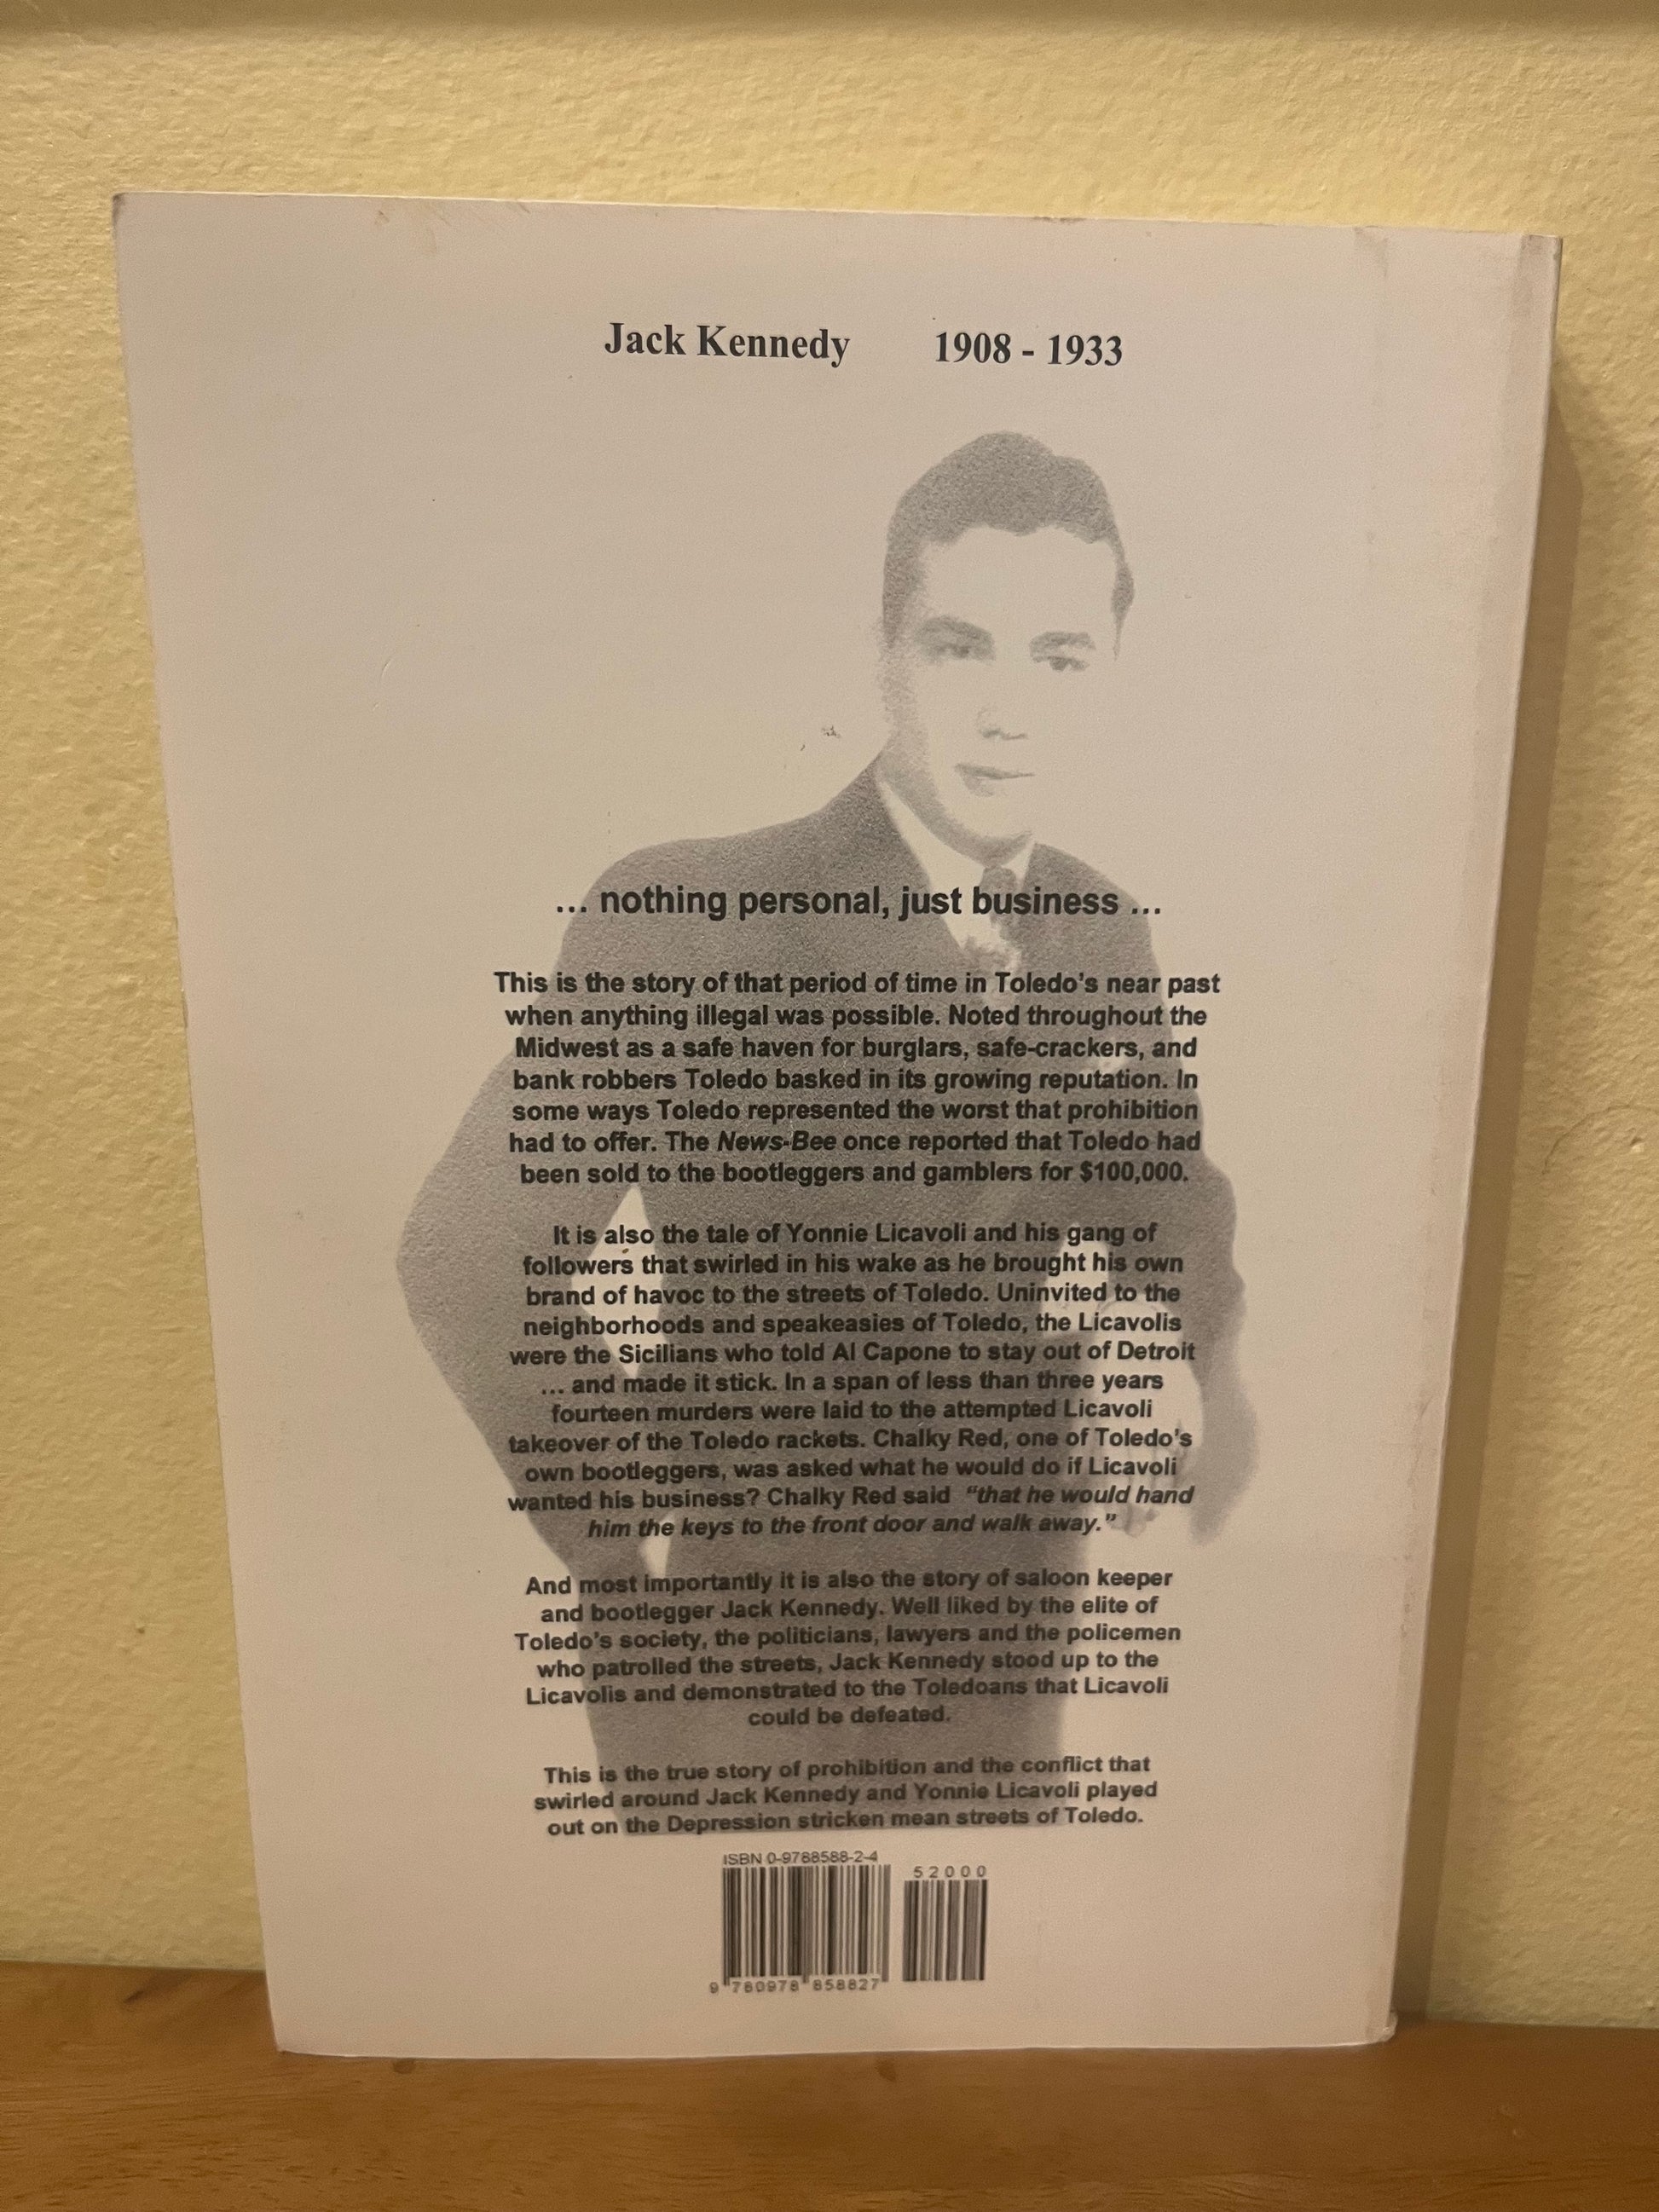 Jack Kennedy 1908 - 1933
... nothing personal, just business ...
This is the story of that period of time in Toledo's near past
when anything illegal was possible. Noted throughout the
Midwest as a safe haven for burglars, safe-crackers, and
bank robbers Toledo basked in its growing reputation. In
some ways Toledo represented the worst that prohibition
had to offer. The News-Bee once reported that Toledo had
been sold to the bootleggers and gamblers for $100,000.
It is also the tale of Yonnie Licavoli and his gang of
followers that swirled in his wake as he brought his own
brand of havoc to the streets of Toledo. Uninvited to the
neighborhoods and speakeasies of Toledo, the Licavolis
were the Sicilians who told Al Capone to stay out of Detroit
... and made it stick. In a span of less than three years
fourteen murders were laid to the attempted Licavoli
takeover of the Toledo rackets. Chalky Red, one of Toledo's
own bootleggers, was asked what he would do if Licavoli
wanted his business? Chalky Red said "that he would hand
him the keys to the front door and walk away."
And most importantly it is also the story of saloon keeper
and bootlegger Jack Kennedy. Well liked by the elite of
Toledo's society, the politicians, lawyers and the policemen
who patrolled the streets, Jack Kennedy stood up to the
Licavolis and demonstrated to the Toledoans that Licavoli
could be defeated.
This is the true story of prohibition and the conflict that
swirled around Jack Kennedy and Yonnie Licavoli played
out on the Depression stricken mean streets of Toledo.
ISBN 0-9788588-2-4
52000
9 780978 858827